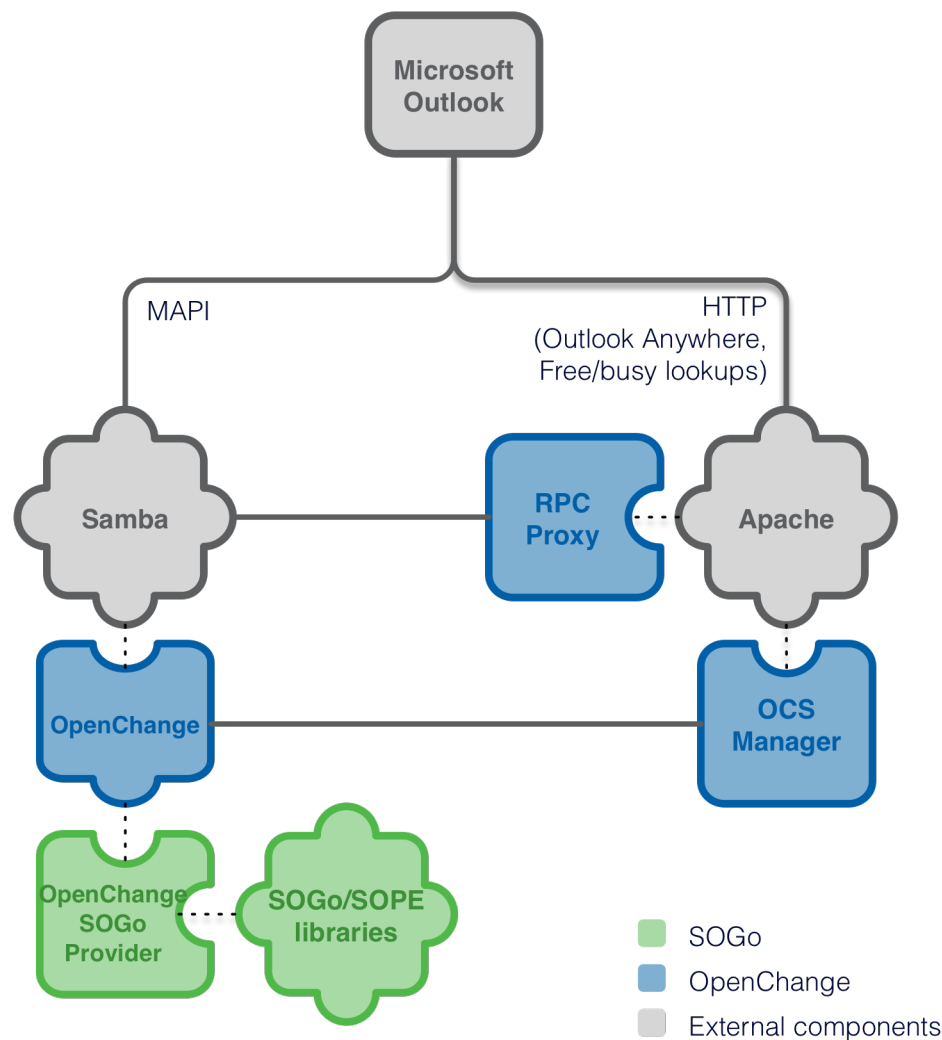 Microsoft
Outlook
MAPI
HTTP
(Outlook Anywhere,
Free/busy lookups)
Samba
RPC
Proxy
Apache
OpenChange
OCS
Manager
OpenChange
SOGo
Provider
SOGo/SOPE
libraries
SOGo
OpenChange
External components